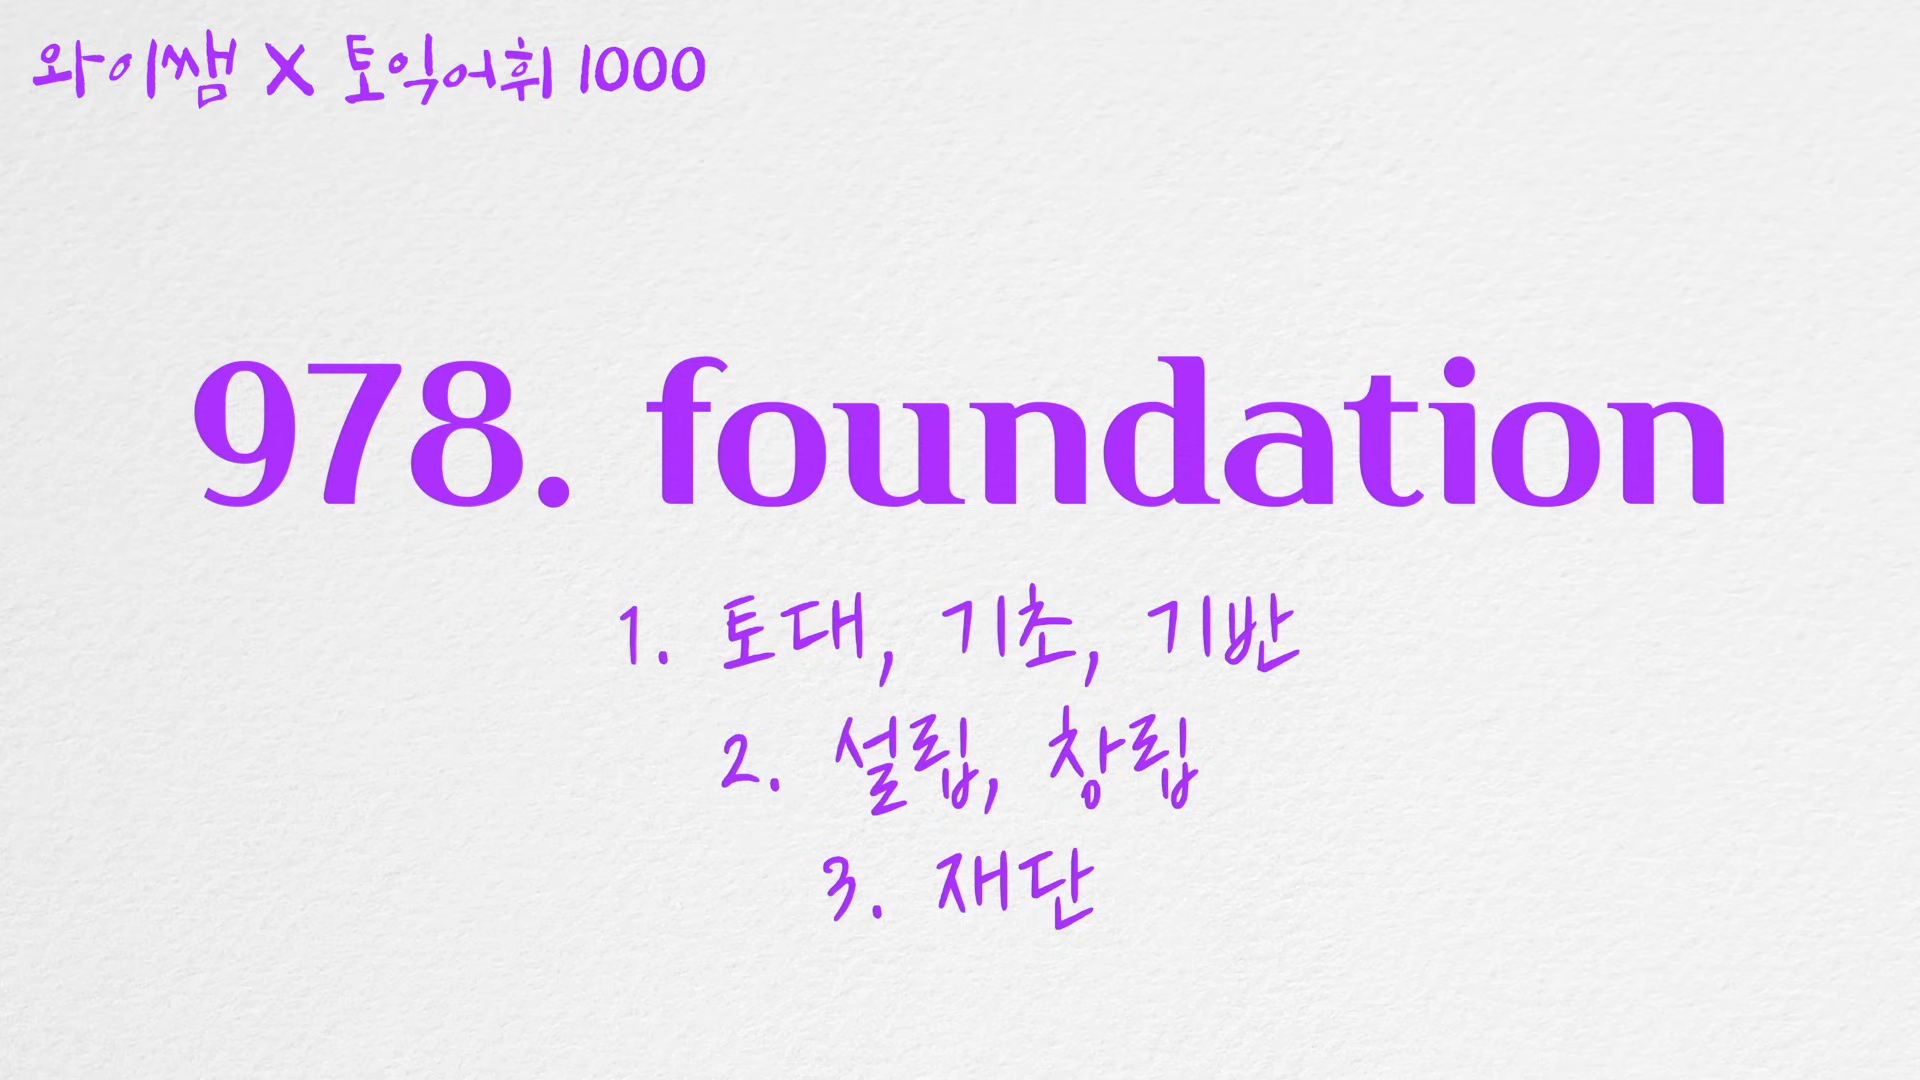 와이쌤 X 토익어휘 1000
978. foundation
1. 토대, 기초, 기반
2. 설립, 창립
3. 재단